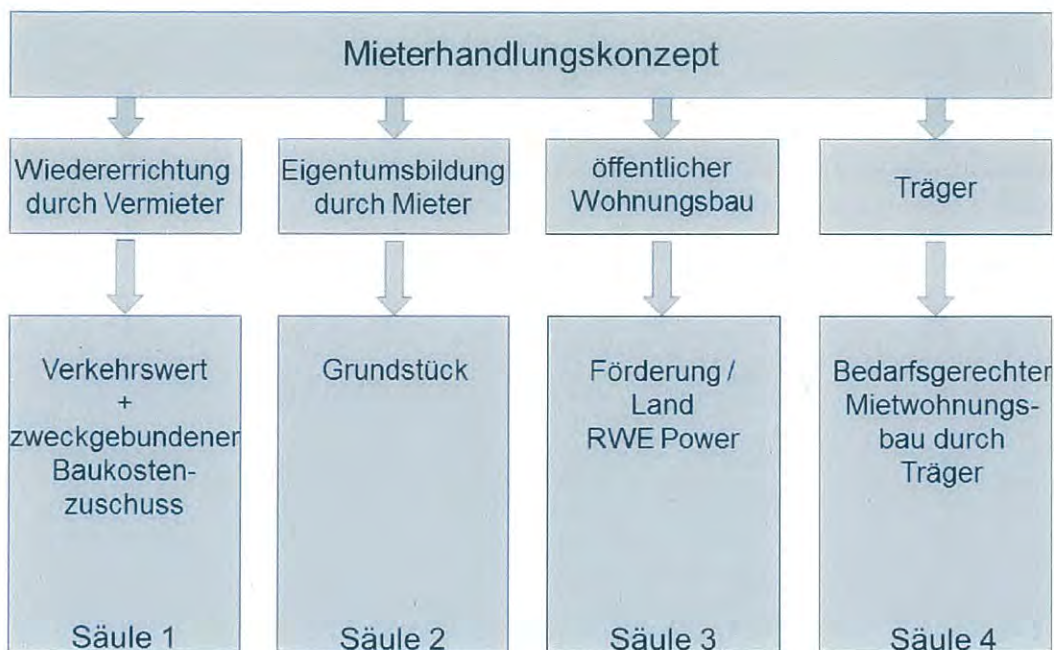 Mieterhandlungskonzept
Wiedererrichtung
durch Vermieter
Eigentumsbildung
durch Mieter
öffentlicher
Wohnungsbau
Träger
Verkehrswert
+
zweckgebundener
Baukosten-
zuschuss
Säule 1
Grundstück
Säule 2
Förderung /
Land
RWE Power
Säule 3
Bedarfsgerechter
Mietwohnungs-
bau durch
Träger
Säule 4